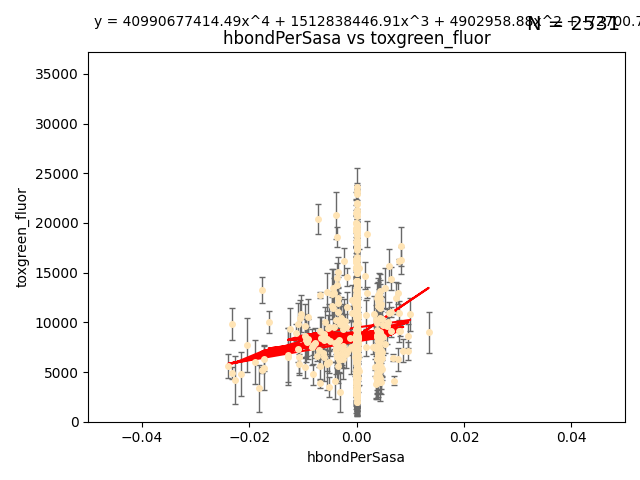 y = 40990677414.49x^4 + 1512838446.91x^3 + 4902958.88x^2 +
N = 2531
hbondPerSasa vs toxgreen_fluor
35000
30000
25000
20000
15000
10000
5000
0
toxgreen_fluor
−0.04 −0.02 0.00 0.02 0.04
hbondPerSasa